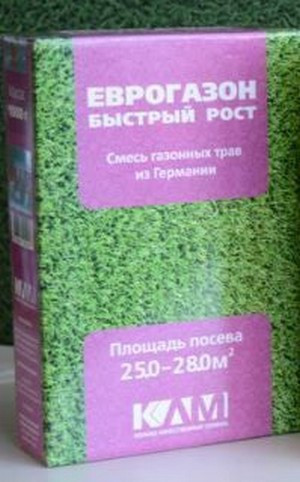 ЕВРОГАЗОН
БЫСТРЫЙ РОСТ
Смесь газонных трав
из Германии
Площадь посева
25,0–28,0м²
КАМ